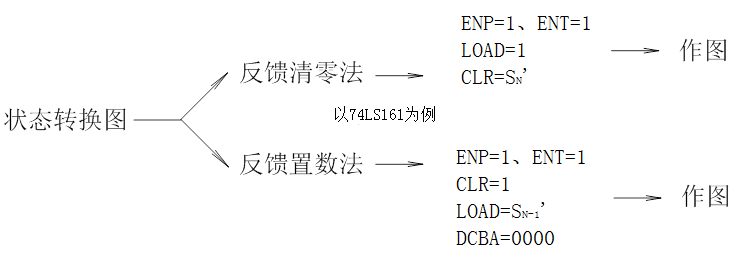 状态转换图
反馈清零法
ENP=1、ENT=1
LOAD=1
CLR=SN'
作图
以74LS161为例
反馈置数法
ENP=1、ENT=1
CLR=1
LOAD=SN-1'
DCBA=0000
作图